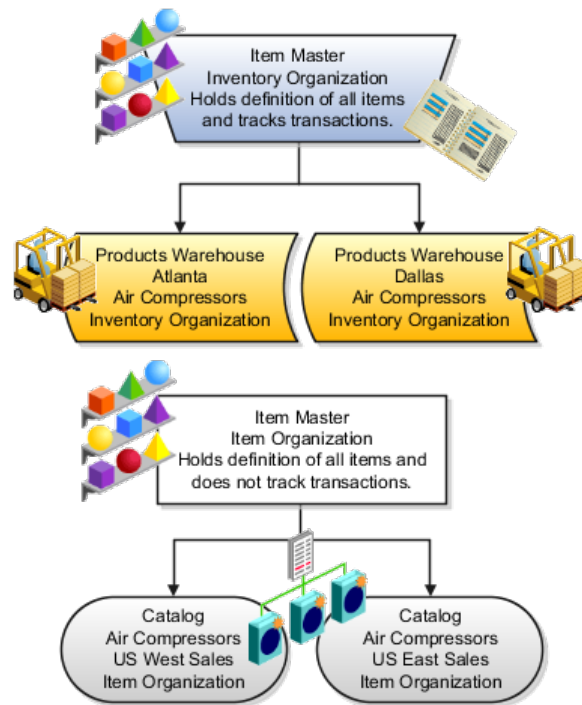 Item Master
Inventory Organization
Holds definition of all items
and tracks transactions.
Products Warehouse
Atlanta
Air Compressors
Inventory Organization
Products Warehouse
Dallas
Air Compressors
Inventory Organization
Item Master
Item Organization
Holds definition of all items and
does not track transactions.
Catalog
Air Compressors
US West Sales
Item Organization
Catalog
Air Compressors
US East Sales
Item Organization